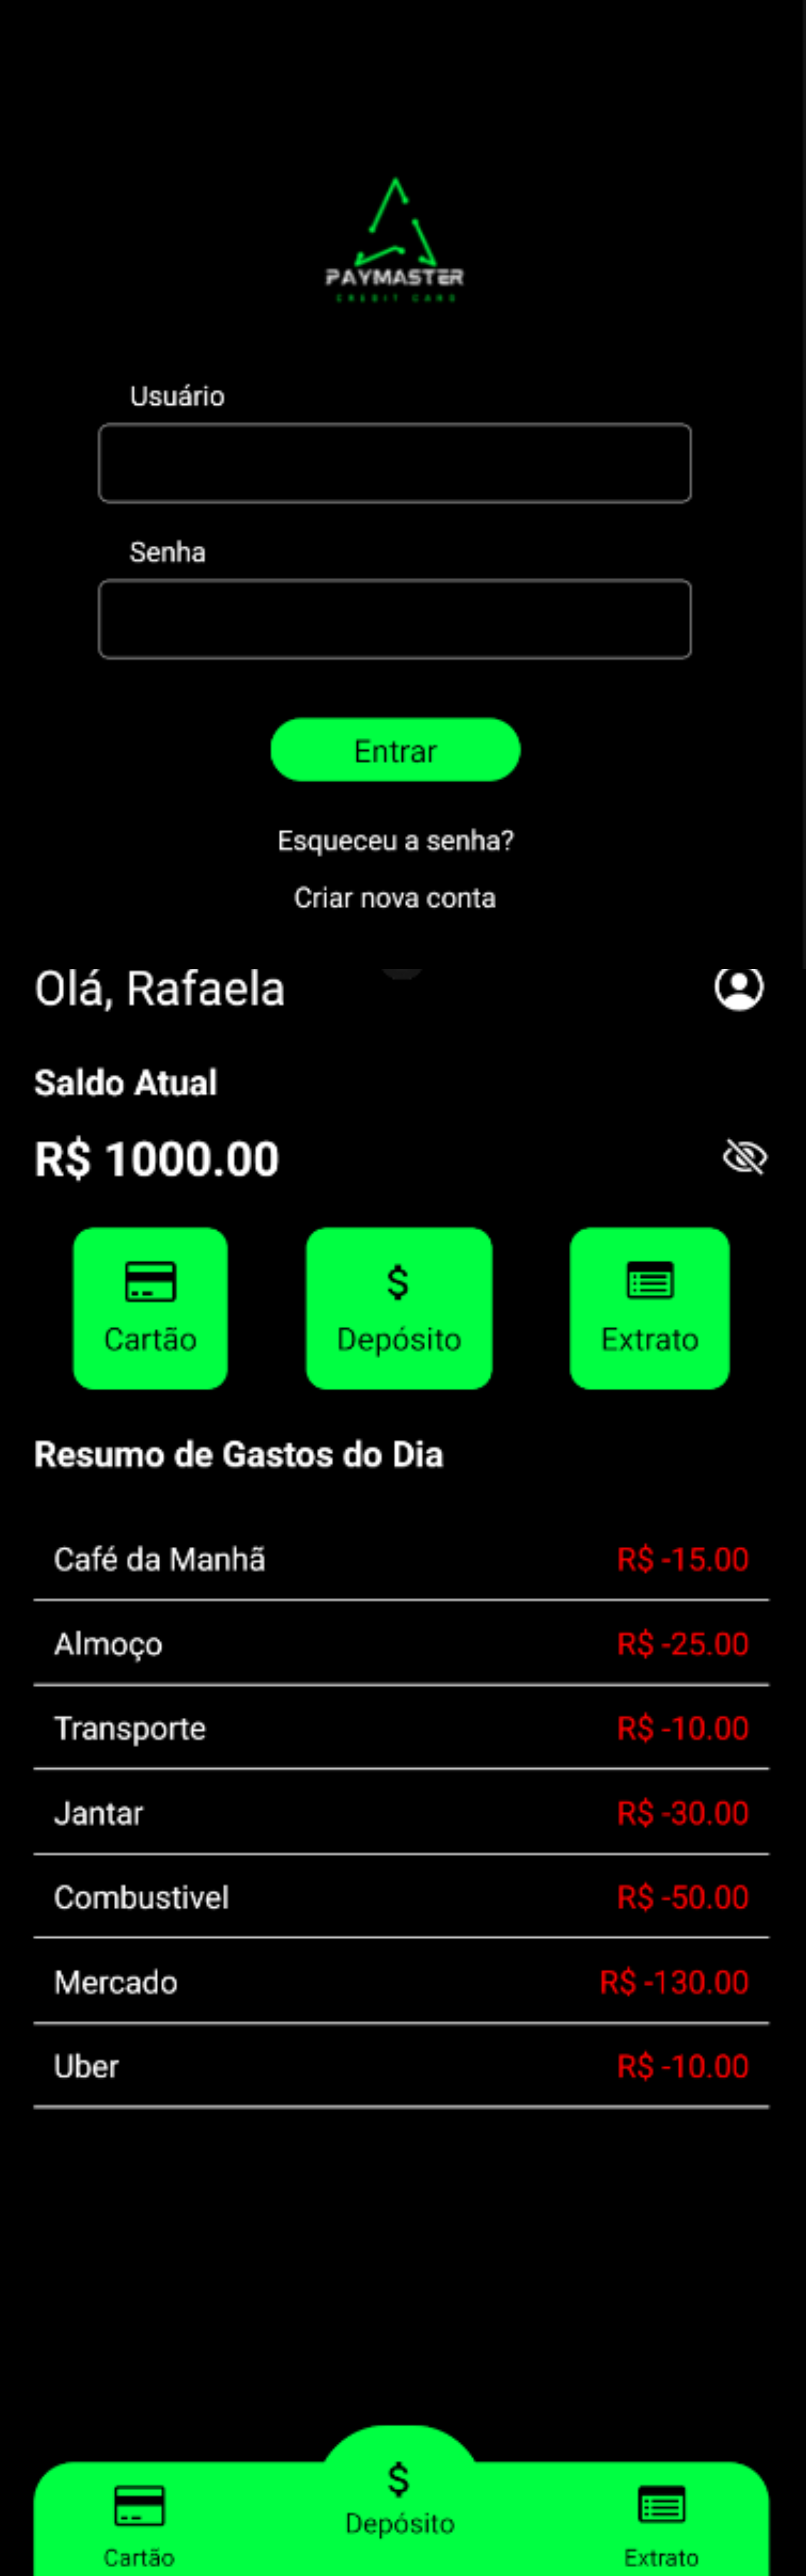 PAYMASTER
CREDIT CARD
Usuário
Senha
Entrar
Esqueceu a senha?
Criar nova conta
Olá, Rafaela
Saldo Atual
R$ 1000.00
Cartão
Depósito
Extrato
Resumo de Gastos do Dia
Café da Manhã R$ -15.00
Almoço R$ -25.00
Transporte R$ -10.00
Jantar R$ -30.00
Combustivel R$ -50.00
Mercado R$ -130.00
Uber R$ -10.00
Cartão
Depósito
Extrato